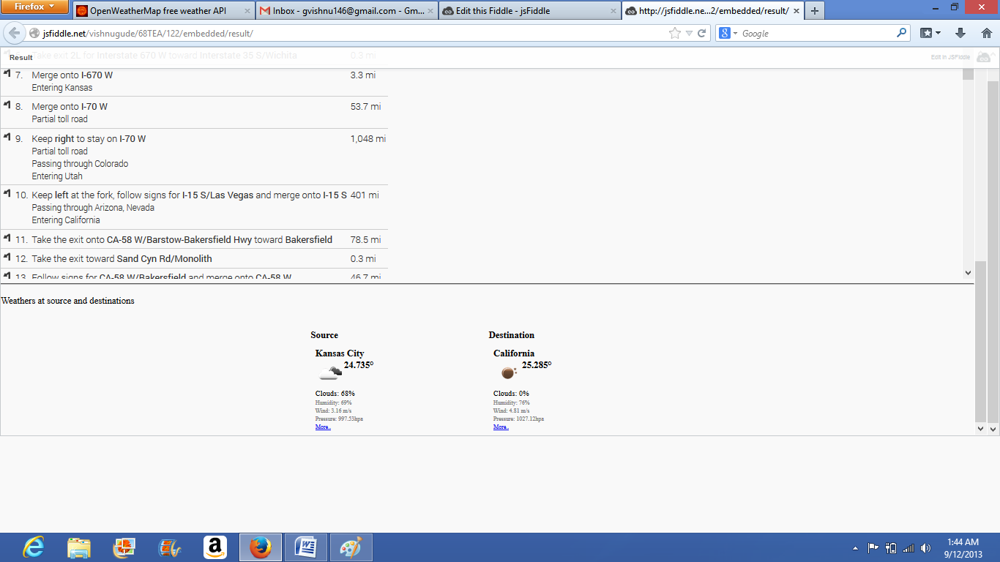 Firefox
OpenWeatherMap free weather API
Inbox - gvishnu146@gmail.com - Gm...
Edit this Fiddle - jsFiddle
http://jsfiddle.ne...2/embedded/result/
jsfiddle.net/vishnugude/68TEA/122/embedded/result/
Google
Result
Take exit 2L for Interstate 670 W toward Interstate 35 S/Wichita 0.3 mi
Edit in JSFiddle
7. Merge onto I-670 W 3.3 mi
Entering Kansas
8. Merge onto I-70 W 53.7 mi
Partial toll road
9. Keep right to stay on I-70 W 1,048 mi
Partial toll road
Passing through Colorado
Entering Utah
10. Keep left at the fork, follow signs for I-15 S/Las Vegas and merge onto I-15 S 401 mi
Passing through Arizona, Nevada
Entering California
11. Take the exit onto CA-58 W/Barstow-Bakersfield Hwy toward Bakersfield 78.5 mi
12. Take the exit toward Sand Cyn Rd/Monolith 0.3 mi
13. Follow signs for CA-58 W/Bakersfield and merge onto CA-58 W 46.7 mi
Weathers at source and destinations
Source Destination
Kansas City California
24.735° 25.285°
Clouds: 68% Clouds: 0%
Humidity: 69% Humidity: 76%
Wind: 3.16 m/s Wind: 4.81 m/s
Pressure: 997.53hpa Pressure: 1027.12hpa
More.. More..
1:44 AM
9/12/2013